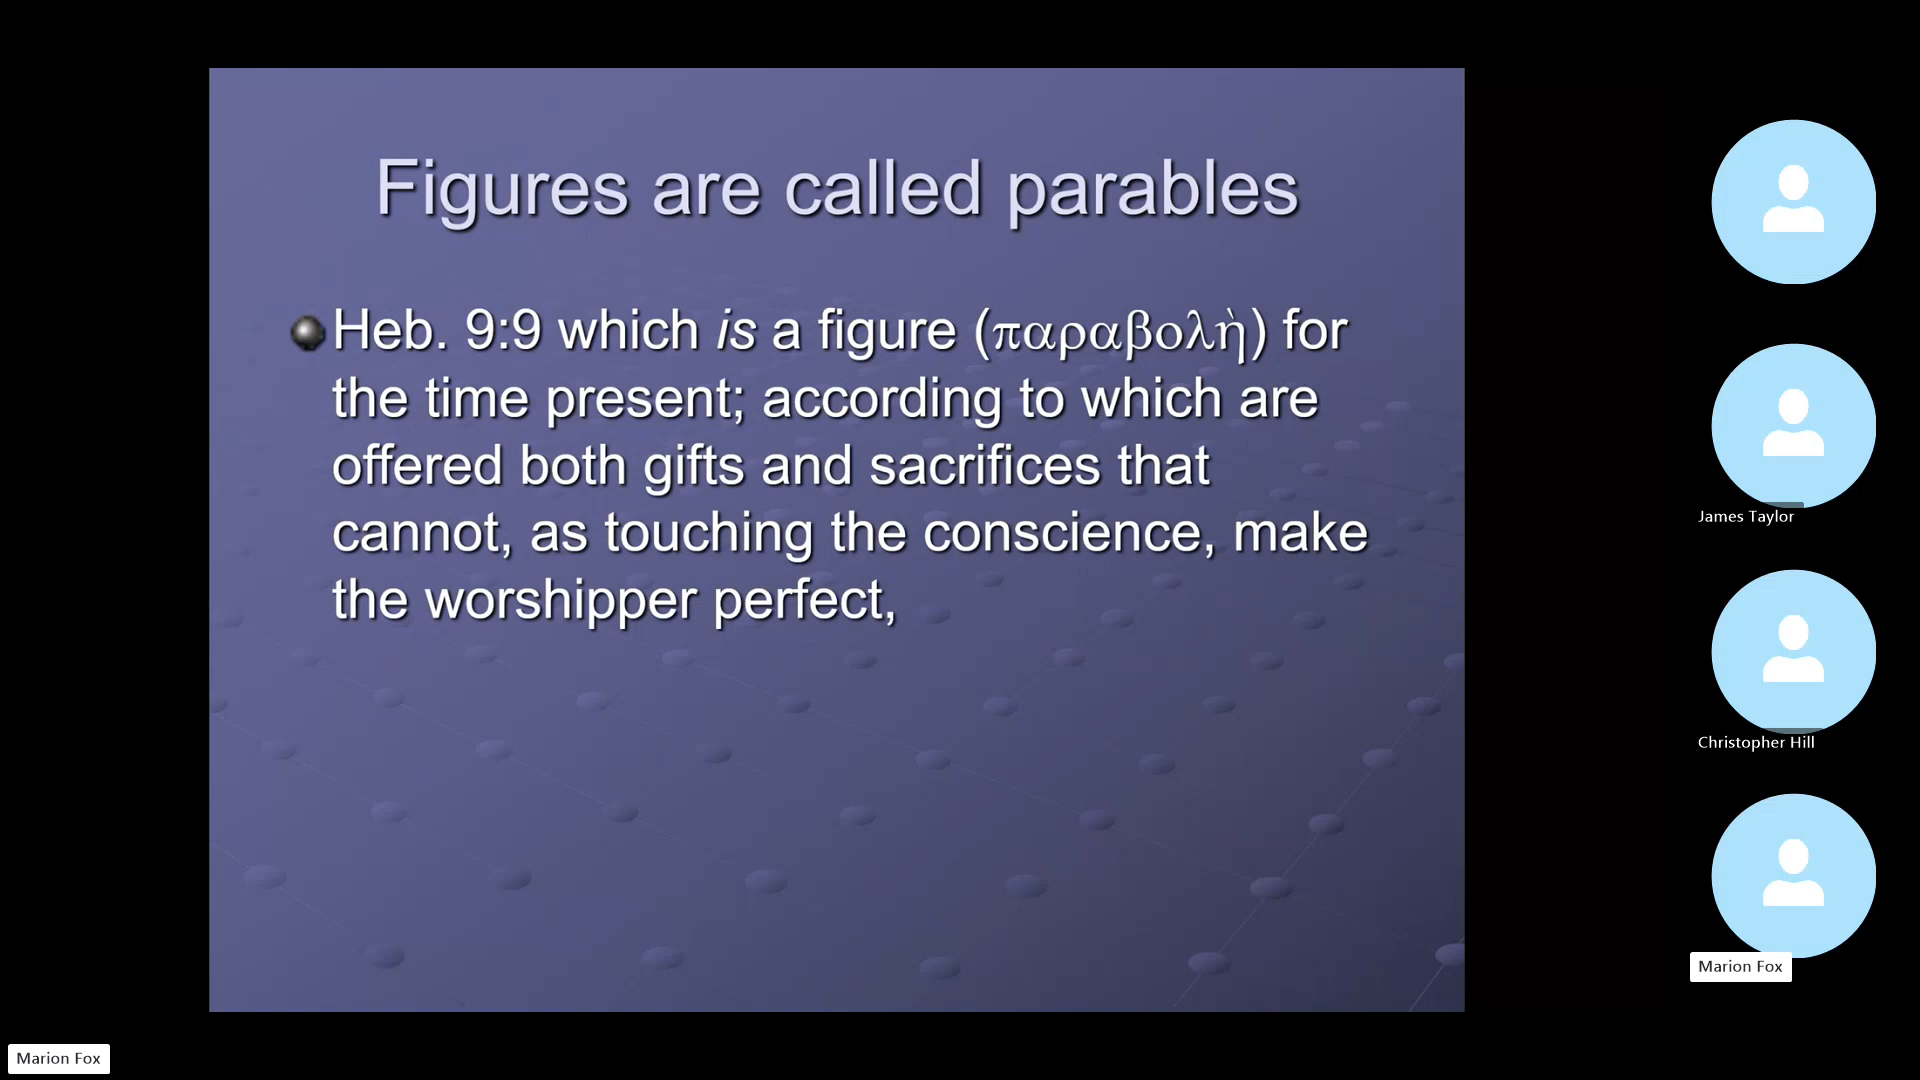 Figures are called parables
Heb. 9:9 which is a figure (παραβολὴ) for
the time present; according to which are
offered both gifts and sacrifices that
cannot, as touching the conscience, make
the worshipper perfect,
James Taylor
Christopher Hill
Marion Fox
Marion Fox